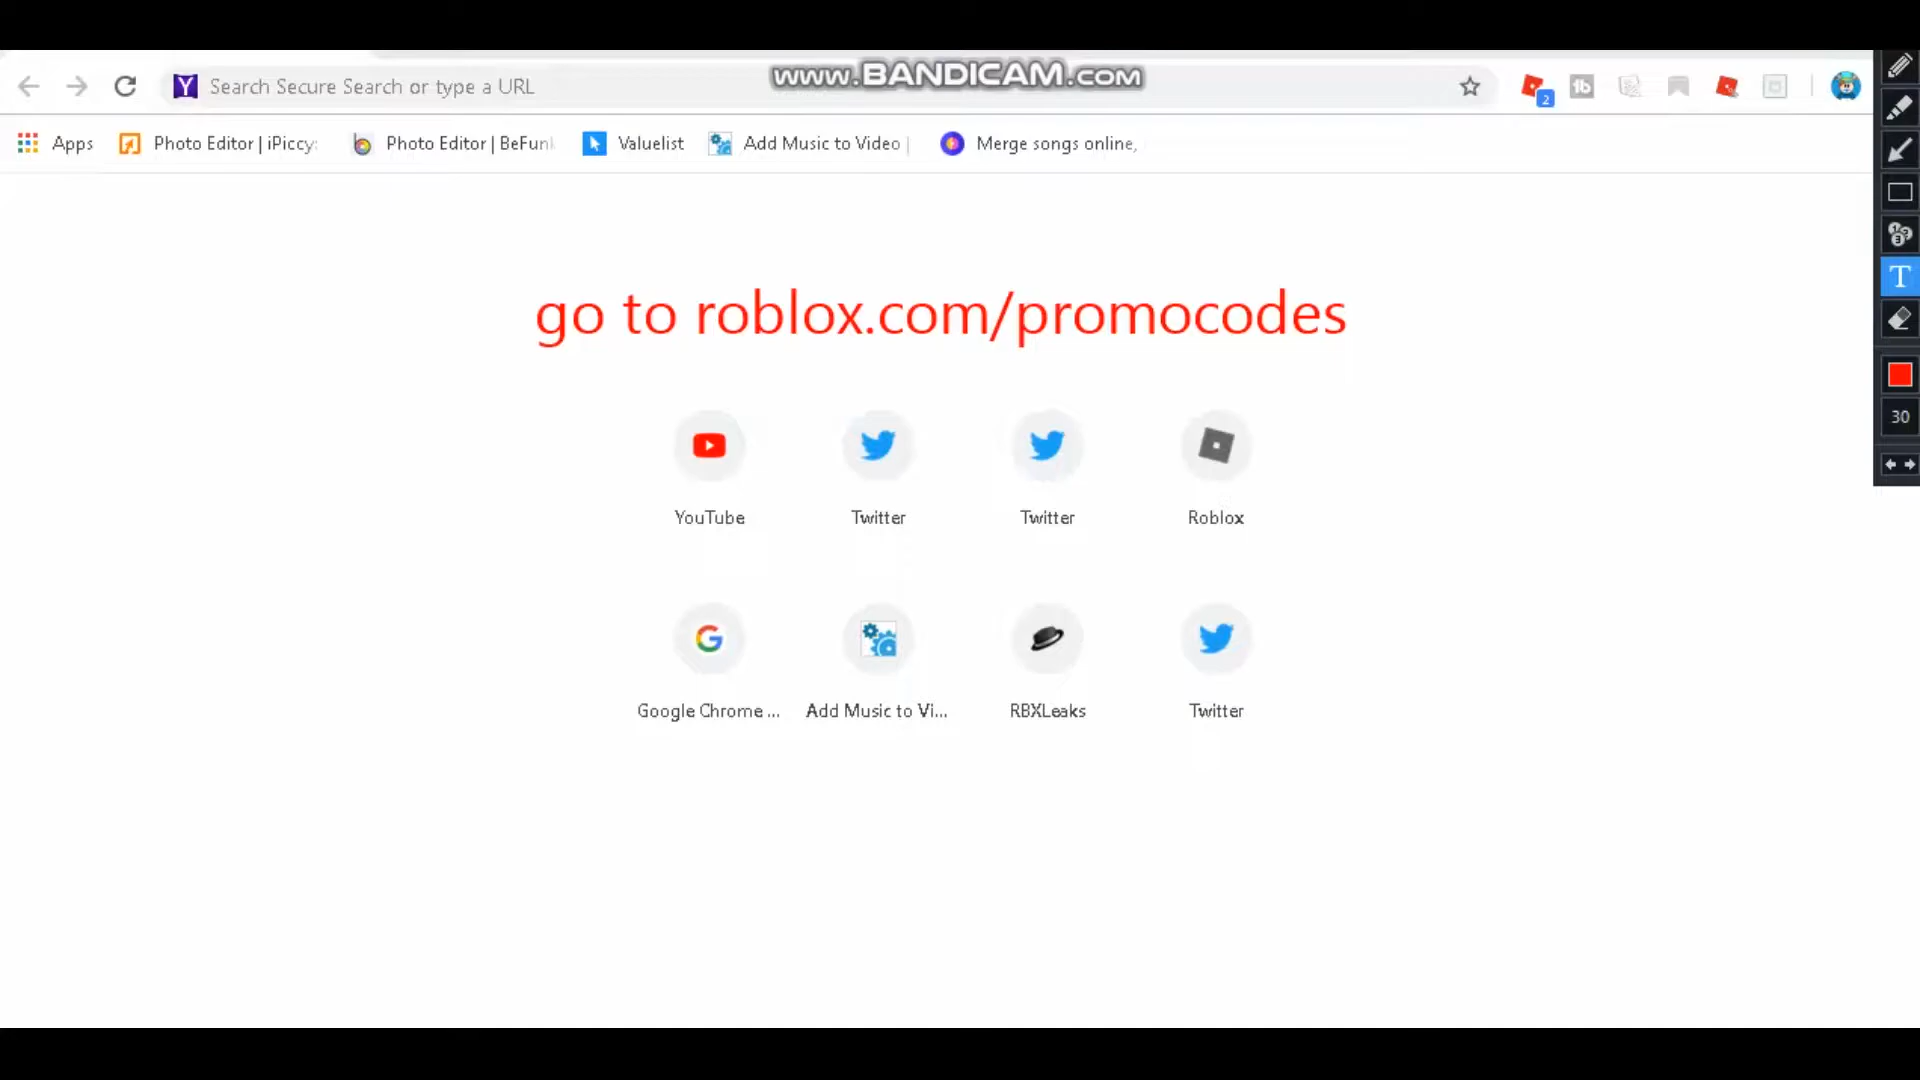 www.BANDICAM.com
Search Secure Search or type a URL
2
Apps
Photo Editor | iPiccy:
Photo Editor | BeFun
Valuelist
Add Music to Video |
Merge songs online,
go to roblox.com/promocodes
T
30
YouTube
Twitter
Twitter
Roblox
Google Chrome ...
Add Music to Vi...
RBXLeaks
Twitter